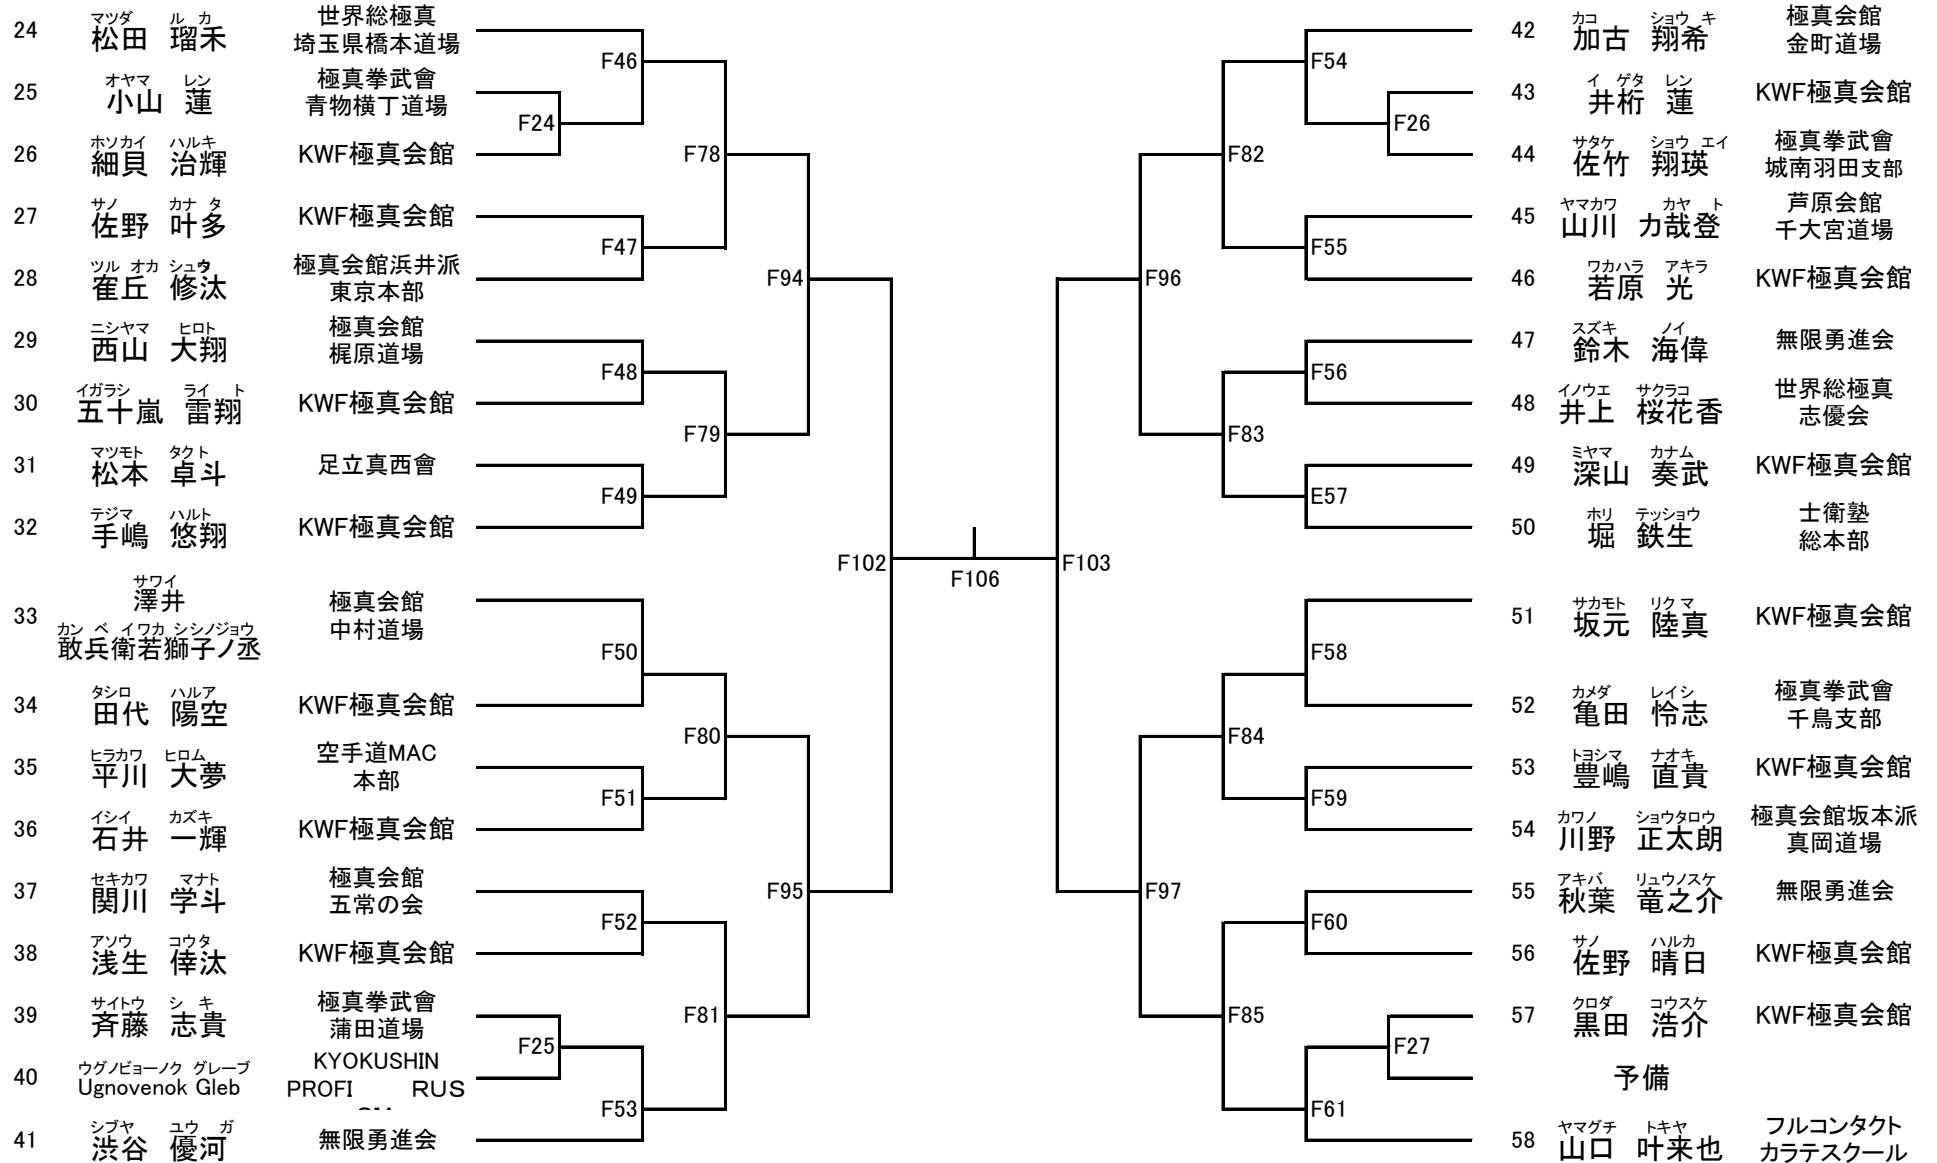 24 マツダ ル カ 世界総極真
松田 瑠禾 埼玉県橋本道場
F46
25 オヤマ レン 極真拳武會
小山 蓮 青物横丁道場
F24
26 ホソカイ ハルキ
細貝 治輝 KWF極真会館
F78
27 サノ カナ タ
佐野 叶多 KWF極真会館
F47
28 ツル オカ シュウタ 極真会館浜井派
寉丘 修汰 東京本部
F94
29 ニシヤマ ヒロト 極真会館
西山 大翔 梶原道場
F48
30 イガラシ ライ ト
五十嵐 雷翔 KWF極真会館
F79
31 マツモト タクト
松本 卓斗 足立真西會
F49
32 テジマ ハルト
手嶋 悠翔 KWF極真会館
F102
33 サワイ
澤井 極真会館
カン ベ イワカ シシノジョウ 中村道場
敢兵衛若獅子ノ丞
F50
34 タシロ ハルア
田代 陽空 KWF極真会館
F80
35 ヒラカワ ヒロム 空手道MAC
平川 大夢 本部
F51
36 イシイ カズキ
石井 一輝 KWF極真会館
F95
37 セキカワ マナト 極真会館
関川 学斗 五常の会
F52
38 アソウ コウタ
浅生 倖汰 KWF極真会館
39 サイトウ シ キ 極真拳武會
斉藤 志貴 蒲田道場
F81
F25
40 ウグノビョーノク グレーブ KYOKUSHIN
Ugnovenok Gleb PROFI RUS
F53
41 シブヤ ユウ ガ
渋谷 優河 無限勇進会
F106
42 カコ ショウ キ 極真会館
加古 翔希 金町道場
F54
43 イ ゲタ レン
井桁 蓮 KWF極真会館
F26
44 サタケ ショウ エイ 極真拳武會
佐竹 翔瑛 城南羽田支部
F82
45 ヤマカワ カヤ ト 芦原会館
山川 力哉登 千大宮道場
F55
46 ワカハラ アキラ
若原 光 KWF極真会館
F96
47 スズキ ノイ
鈴木 海偉 無限勇進会
F56
48 イノウエ サクラコ 世界総極真
井上 桜花香 志優会
F83
49 ミヤマ カナム
深山 奏武 KWF極真会館
E57
50 ホリ テッショウ 士衛塾
堀 鉄生 総本部
F103
51 サカモト リク マ
坂元 陸真 KWF極真会館
F58
52 カメダ レイシ 極真拳武會
亀田 怜志 千鳥支部
F84
53 トヨシマ ナオキ
豊嶋 直貴 KWF極真会館
F59
54 カワノ ショウタロウ 極真会館坂本派
川野 正太朗 真岡道場
F97
55 アキバ リュウノスケ
秋葉 竜之介 無限勇進会
F60
56 サノ ハルカ
佐野 晴日 KWF極真会館
57 クロダ コウスケ
黒田 浩介 KWF極真会館
F85
F27
予備
F61
58 ヤマグチ トキヤ フルコンタクト
山口 叶来也 カラテスクール